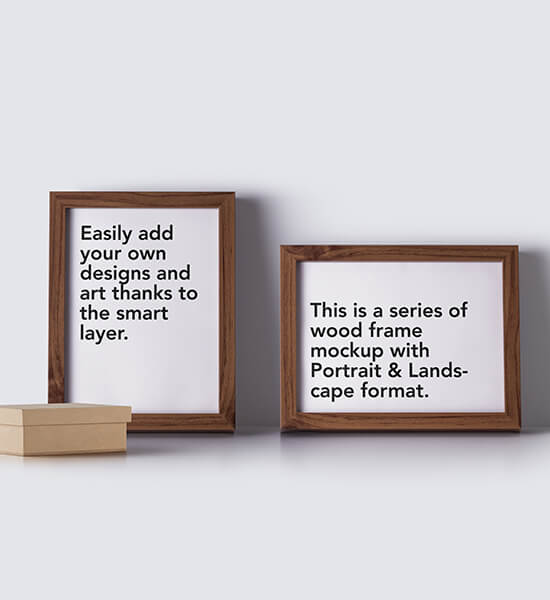 Easily add
your own
designs and
art thanks to
the smart
layer.
This is a series of
wood frame
mockup with
Portrait & Lands-
cape format.